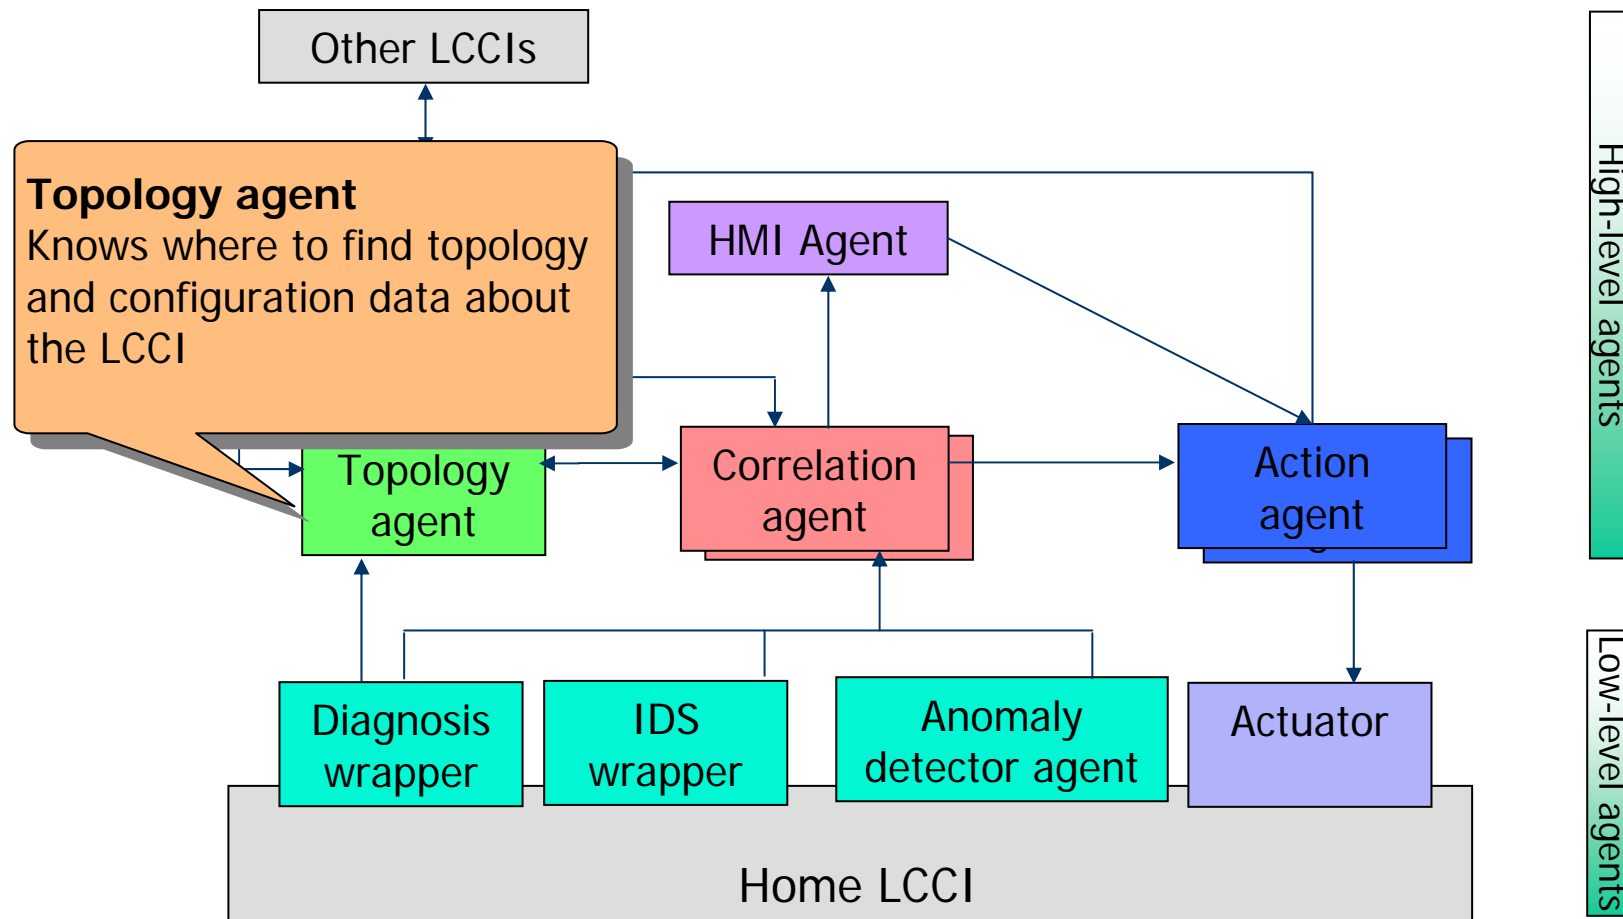 Other LCCIs
Topology agent
Knows where to find topology
and configuration data about
the LCCI
HMI Agent
High-level agents
Topology
agent
Correlation
agent
Action
agent
Diagnosis
wrapper
IDS
wrapper
Anomaly
detector agent
Actuator
Low-level agents
Home LCCI